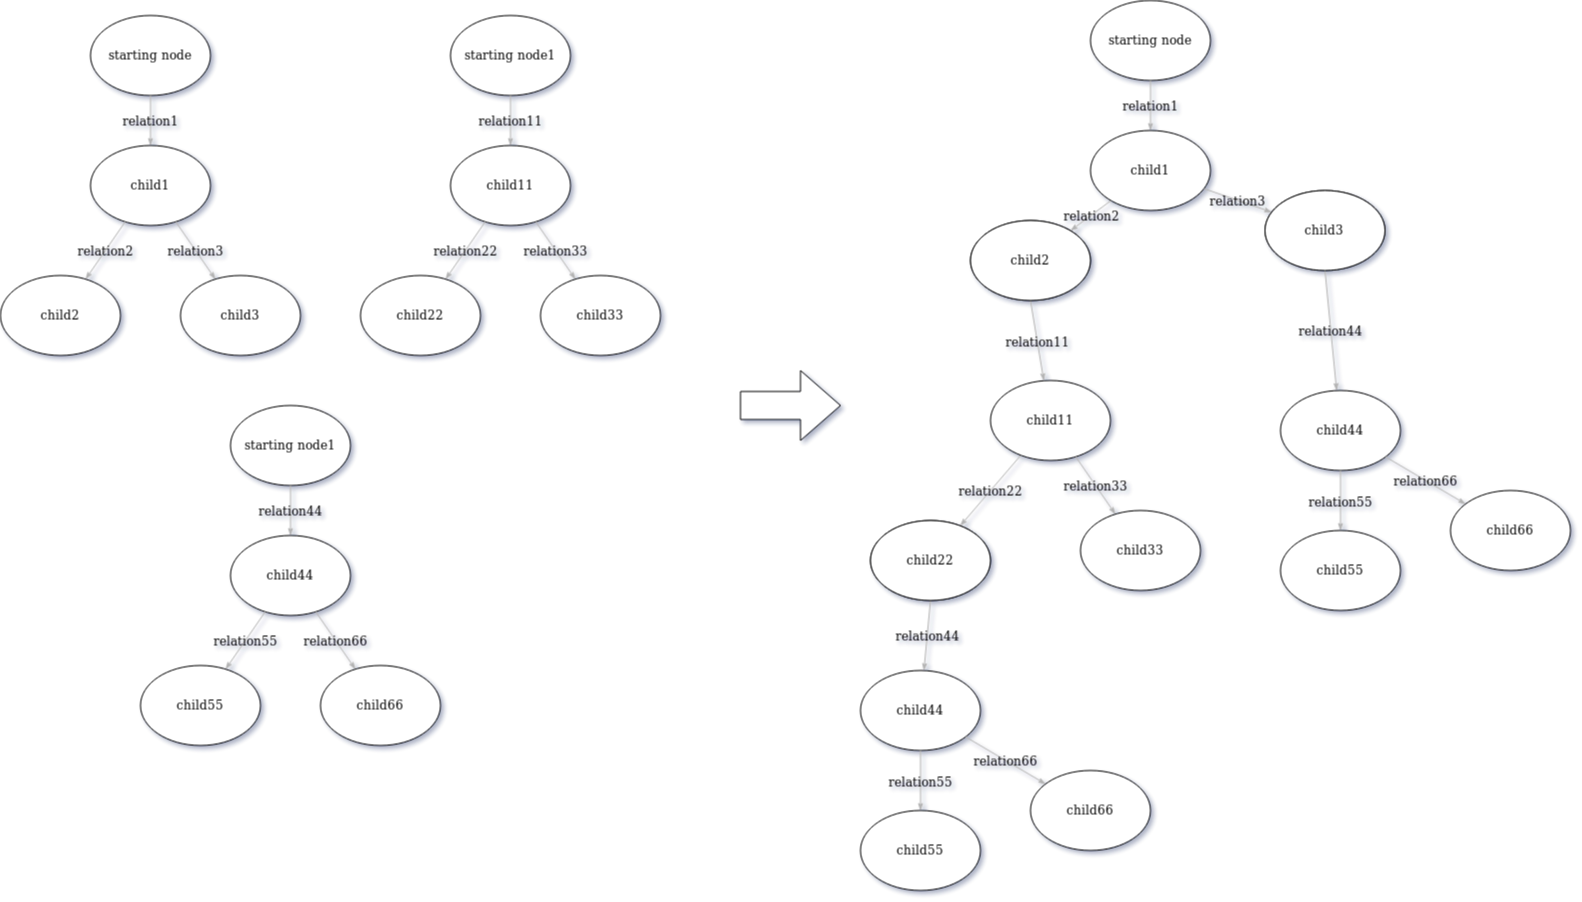 starting node
relation1
child1
relation2
relation3
child2
child3
starting node1
relation11
child11
relation22
relation33
child22
child33
starting node1
relation44
child44
relation55
relation66
child55
child66
starting node
relation1
child1
relation2
relation3
child2
child3
relation11
relation44
child11
child44
relation22
relation33
relation55
relation66
child22
child33
child55
child66
relation44
child44
relation55
relation66
child55
child66